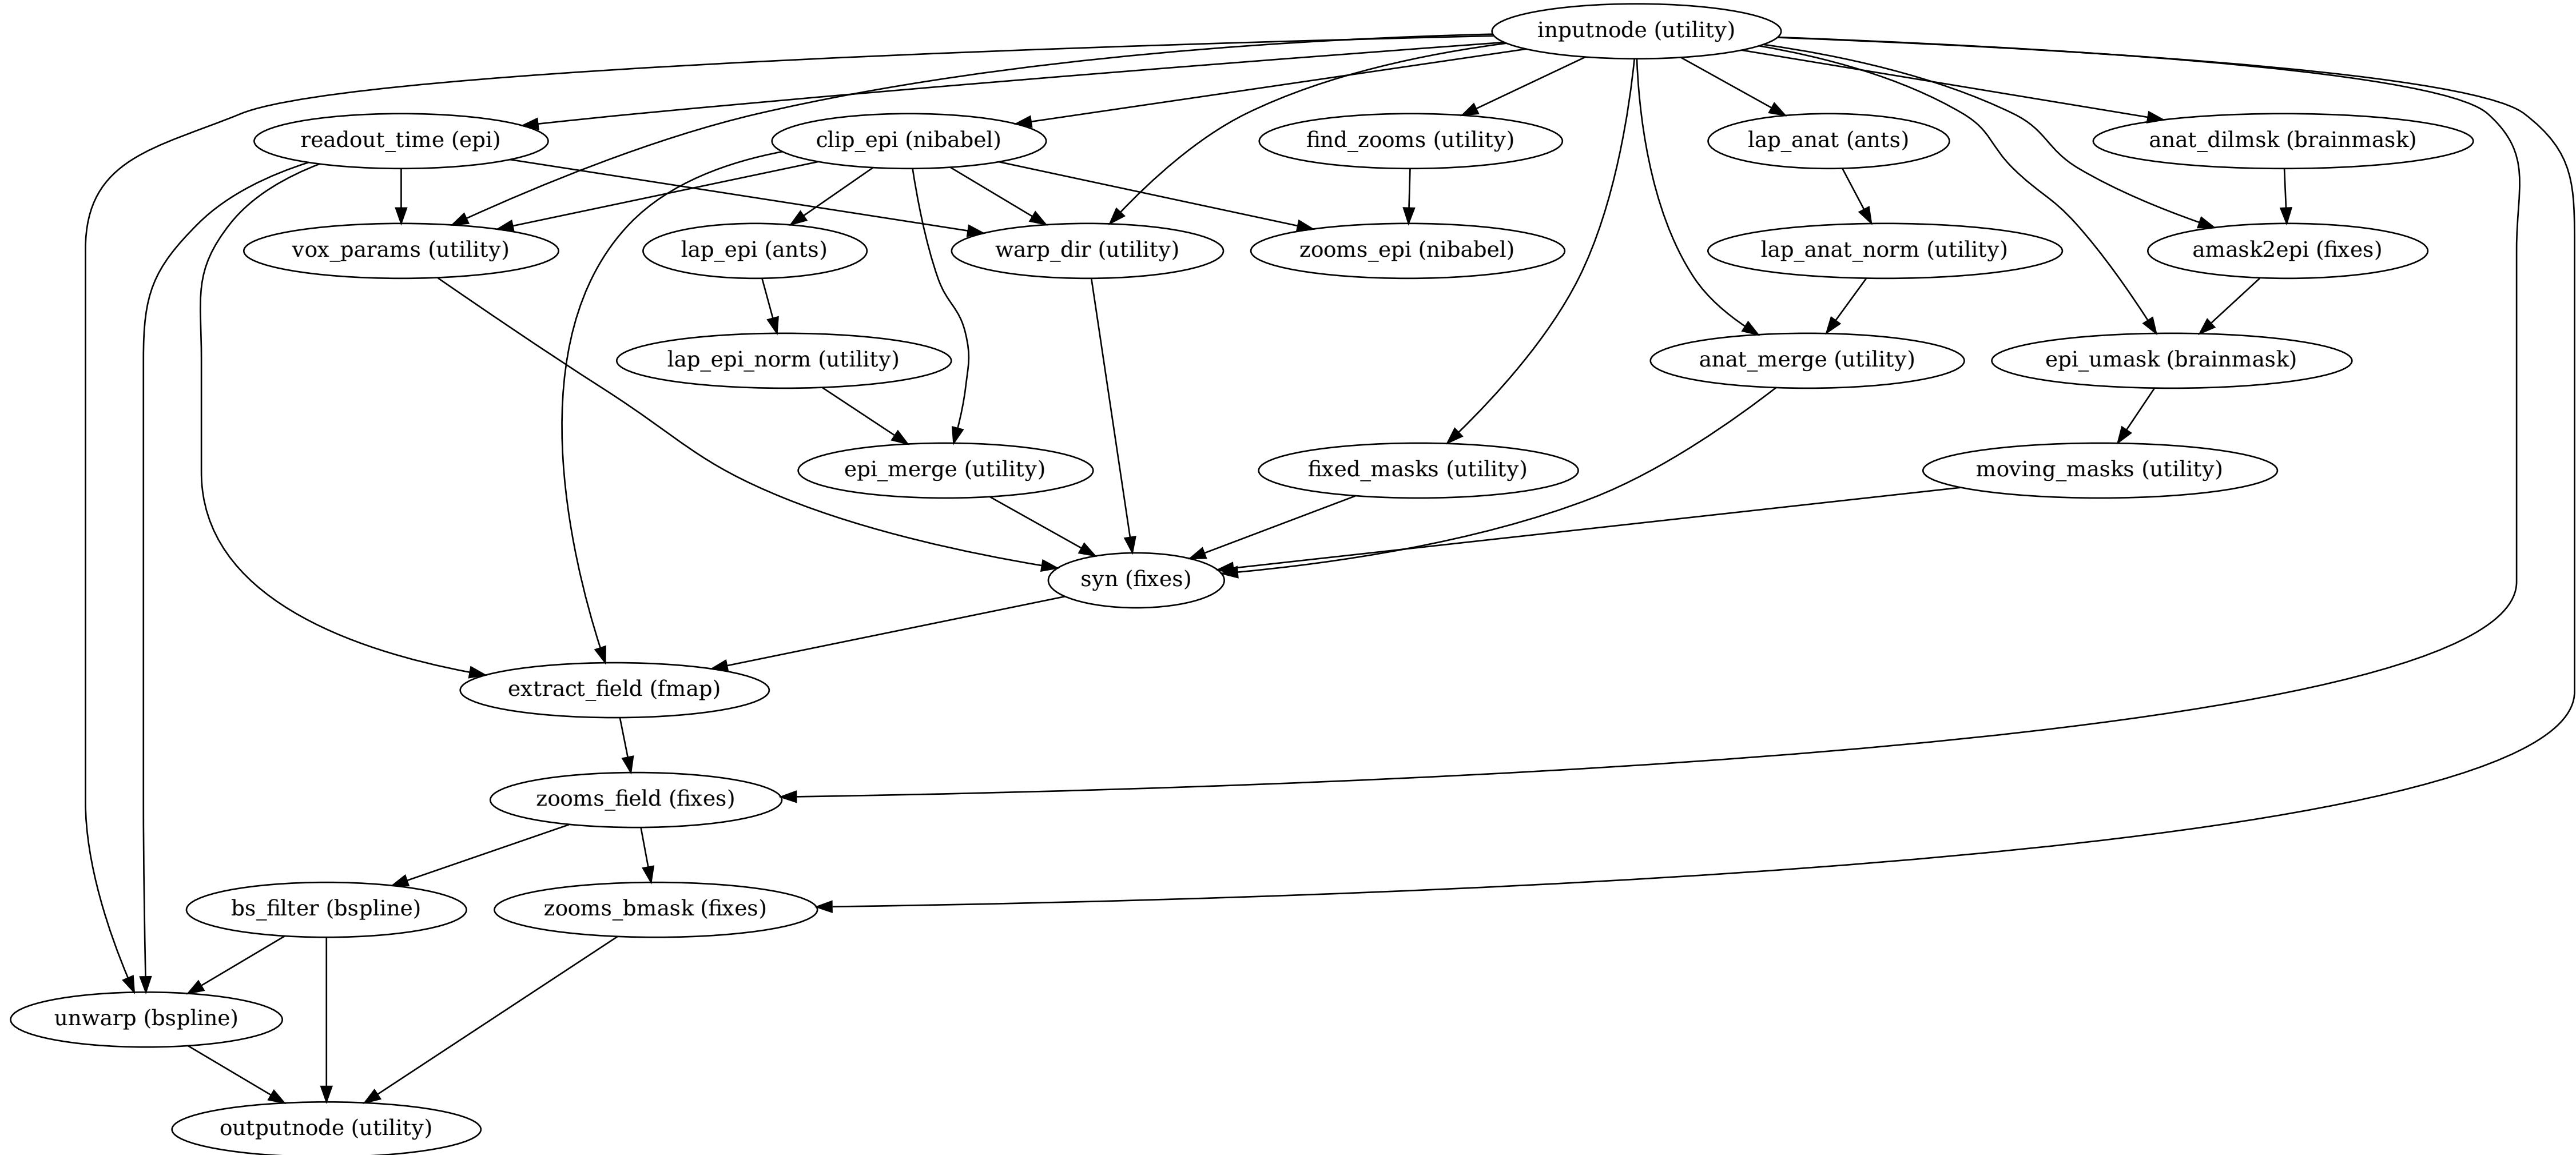 inputnode (utility)
readout_time (epi)
clip_epi (nibabel)
find_zooms (utility)
lap_anat (ants)
anat_dilmsk (brainmask)
vox_params (utility)
lap_epi (ants)
warp_dir (utility)
zooms_epi (nibabel)
lap_anat_norm (utility)
amask2epi (fixes)
lap_epi_norm (utility)
anat_merge (utility)
epi_umask (brainmask)
epi_merge (utility)
fixed_masks (utility)
moving_masks (utility)
syn (fixes)
extract_field (fmap)
zooms_field (fixes)
bs_filter (bspline)
zooms_bmask (fixes)
unwarp (bspline)
outputnode (utility)